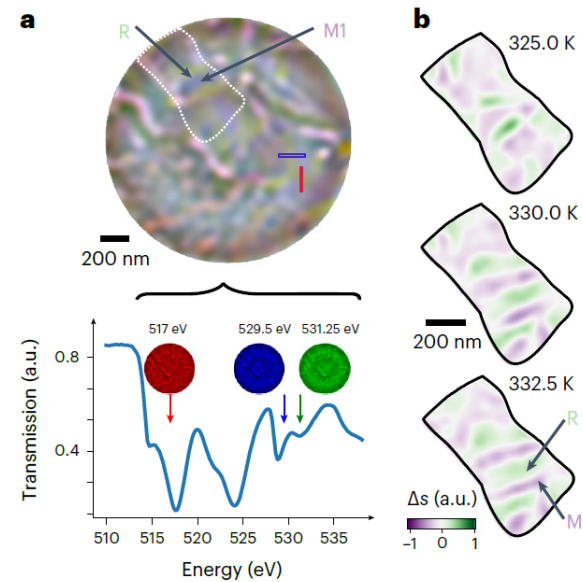 a
R
M1
200 nm
517 eV
529.5 eV
531.25 eV
Transmission (a.u.)
0.8
0.4
510
515
520
525
530
535
Energy (eV)
b
325.0 K
330.0 K
200 nm
332.5 K
R
M
Δs (a.u.)
−1
0
1